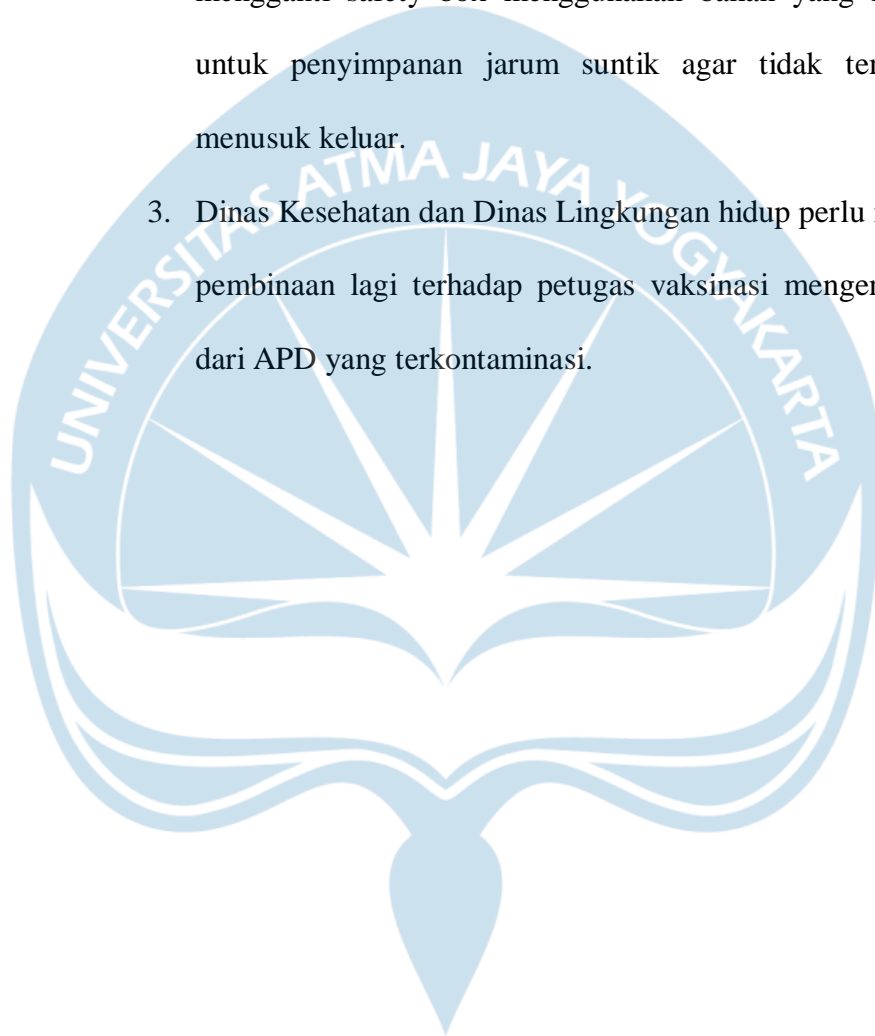 untuk penyimpanan jarum suntik agar tidak
menusuk keluar.
3. Dinas Kesehatan dan Dinas Lingkungan hidup perlu
pembinaan lagi terhadap petugas vaksinasi
dari APD yang terkontaminasi.
UNIVERSITAS ATMA JAYA YOGYAKARTA